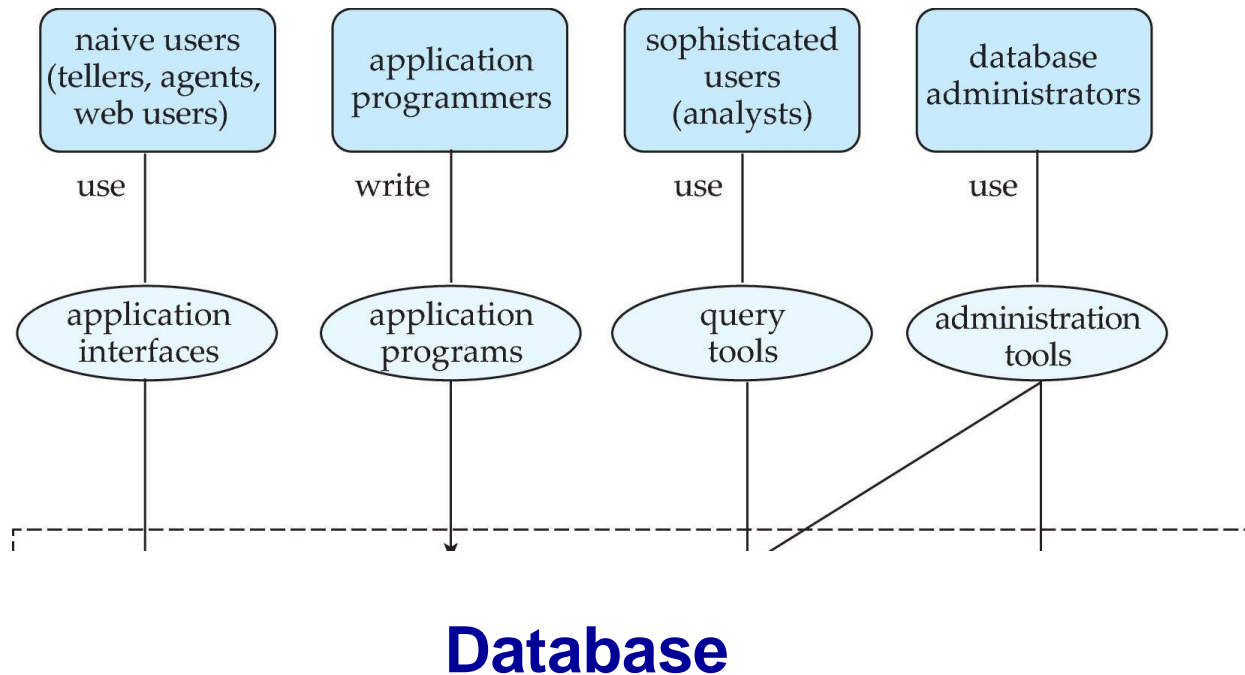 naive users
(tellers, agents,
web users)
application
programmers
sophisticated
users
(analysts)
database
administrators
use
write
use
use
application
interfaces
application
programs
query
tools
administration
tools
Database